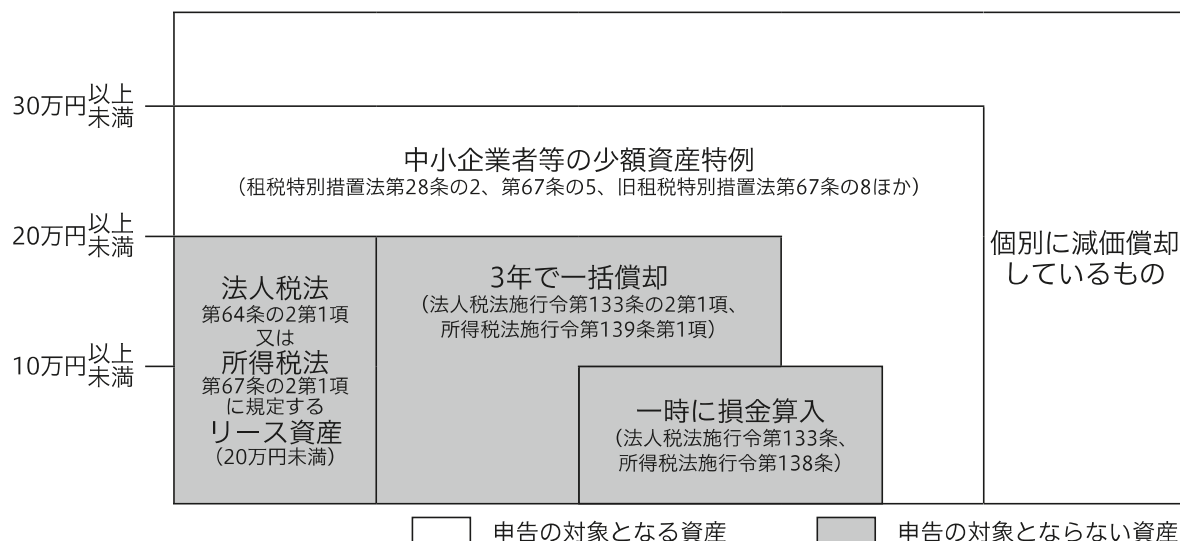 30万円以上
未満
中小企業者等の少額資産特例
（租税特別措置法第28条の2、第67条の5、旧租税特別措置法第67条の8ほか）
20万円以上
未満
個別に減価償却
しているもの
法人税法
第64条の2第1項
又は
所得税法
第67条の2第1項
に規定する
リース資産
（20万円未満）
3年で一括償却
（法人税法施行令第133条の2第1項、
所得税法施行令第139条第1項）
10万円以上
未満
一時に損金算入
（法人税法施行令第133条、
所得税法施行令第138条）
申告の対象となる資産
申告の対象とならない資産